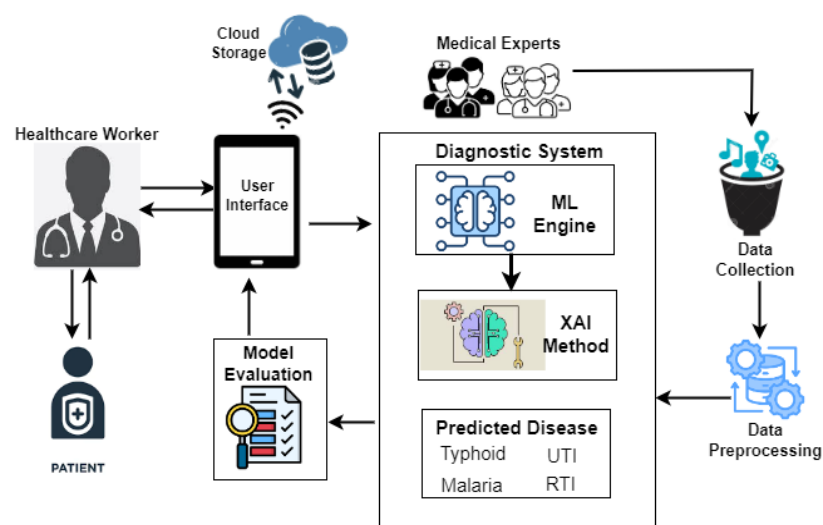 Cloud
Storage
Medical Experts
Healthcare Worker
User
Interface
Diagnostic System
ML
Engine
Data
Collection
XAI
Method
Model
Evaluation
Data
Preprocessing
Predicted Disease
Typhoid UTI
Malaria RTI
PATIENT